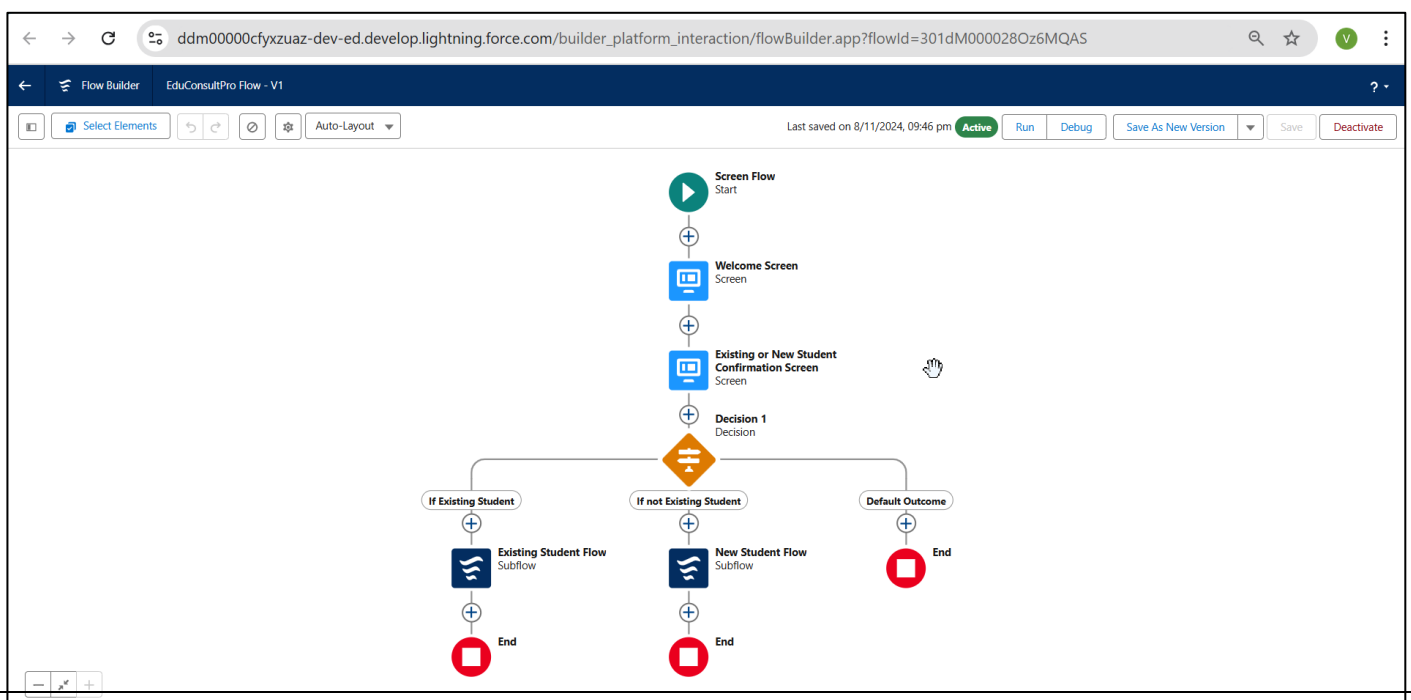 ddm00000cfyxzuaz-dev-ed.develop.lightning.force.com/builder_platform_interaction/flowBuilder.app?flowId=301dM000028Oz6MQAS
V
Flow Builder EduConsultPro Flow - V1
?
Select Elements Auto-Layout Last saved on 8/11/2024, 09:46 pm Active Run Debug Save As New Version Save Deactivate
Screen Flow
Start
Welcome Screen
Screen
Existing or New Student
Confirmation Screen
Screen
Decision 1
Decision
If Existing Student If not Existing Student Default Outcome
Existing Student Flow New Student Flow End
Subflow Subflow
End End